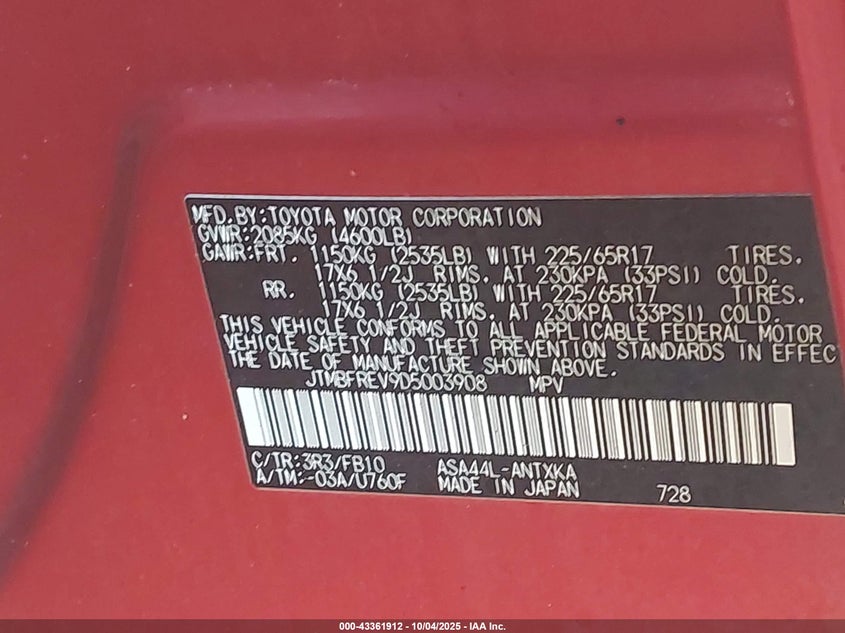 MFD.BY:TOYOTA MOTOR CORPORATION
GVWR:2085KG (4600LB)
GAWR:FRT. 1150KG (2535LB) WITH 225/65R17 TIRES.
17X6 1/2J RIMS. AT 230KPA (33PSI) COLD.
RR. 1150KG (2535LB) WITH 225/65R17 TIRES.
17X6 1/2J RIMS. AT 230KPA (33PSI) COLD.
THIS VEHICLE CONFORMS TO ALL APPLICABLE FEDERAL MOTOR
VEHICLE SAFETY AND THEFT PREVENTION STANDARDS IN EFFEC
THE DATE OF MANUFACTURE SHOWN ABOVE.
JTMBFREV9D5003908 MPV
C/TR:3R3/FB10 ASA44L-ANTXKA
A/TM:-03A/U760F MADE IN JAPAN 728
000-43361912 - 10/04/2025 - IAA Inc.